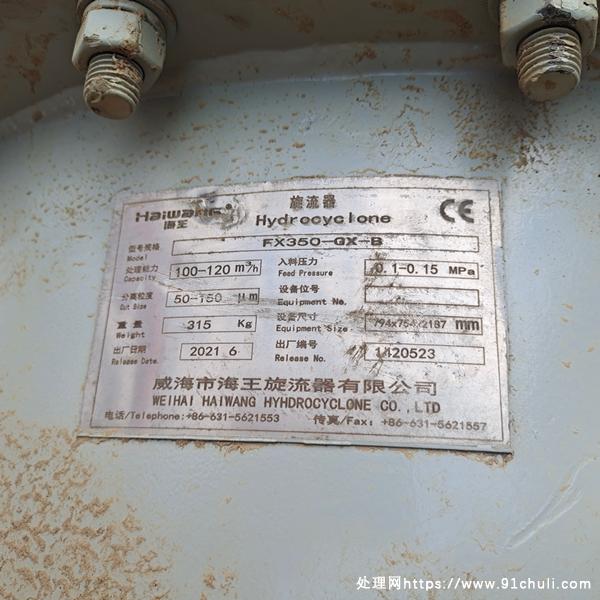 Haiwang 海王
旋流器
Hydrocyclone
CE
型号规格 Model FX350-GX-B
处理能力 Capacity 100-120 m³/h 入料压力 Feed Pressure 0.1-0.15 MPa
分离粒度 Cut Size 50-150 μm 设备位号 Equipment No.
重量 Weight 315 Kg 设备尺寸 Equipment Size 794x754x2187 mm
出厂日期 Release Date. 2021 6 出厂编号 Release No. 1420523
威海市海王旋流器有限公司
WEIHAI HAIWANG HYHDROCYCLONE CO. LTD
电话/Telephone:+86-631-5621553 传真/Fax: +86-631-5621557
处理网https://www.91chuli.com/